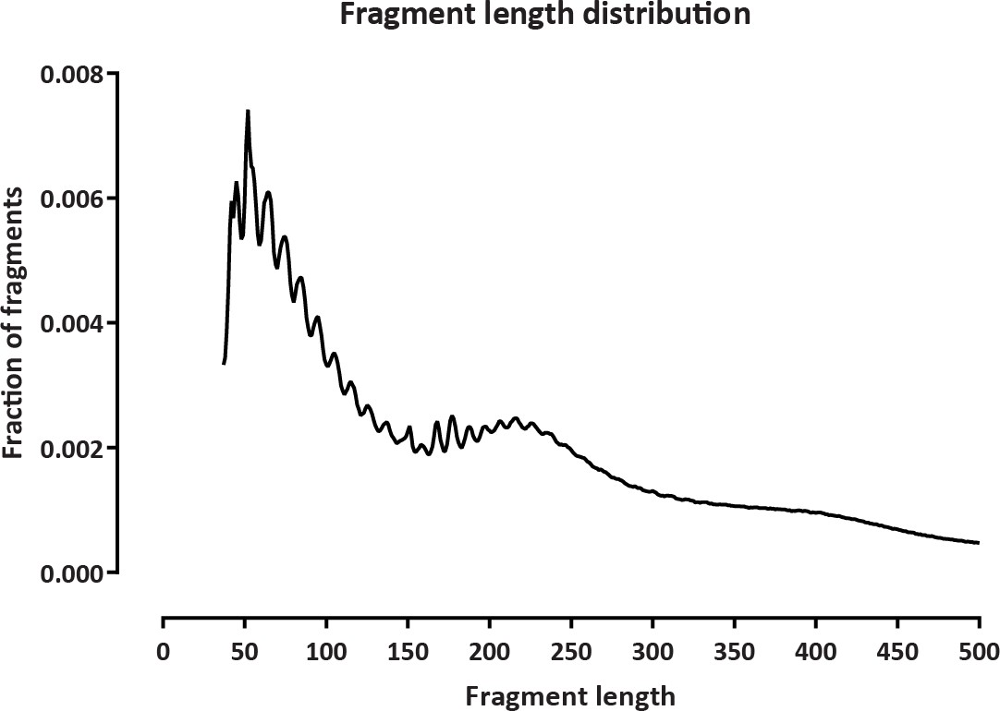 Fragment length distribution
0.008
0.006
0.004
0.002
0.000
Fraction of fragments
0 50 100 150 200 250 300 350 400 450 500
Fragment length